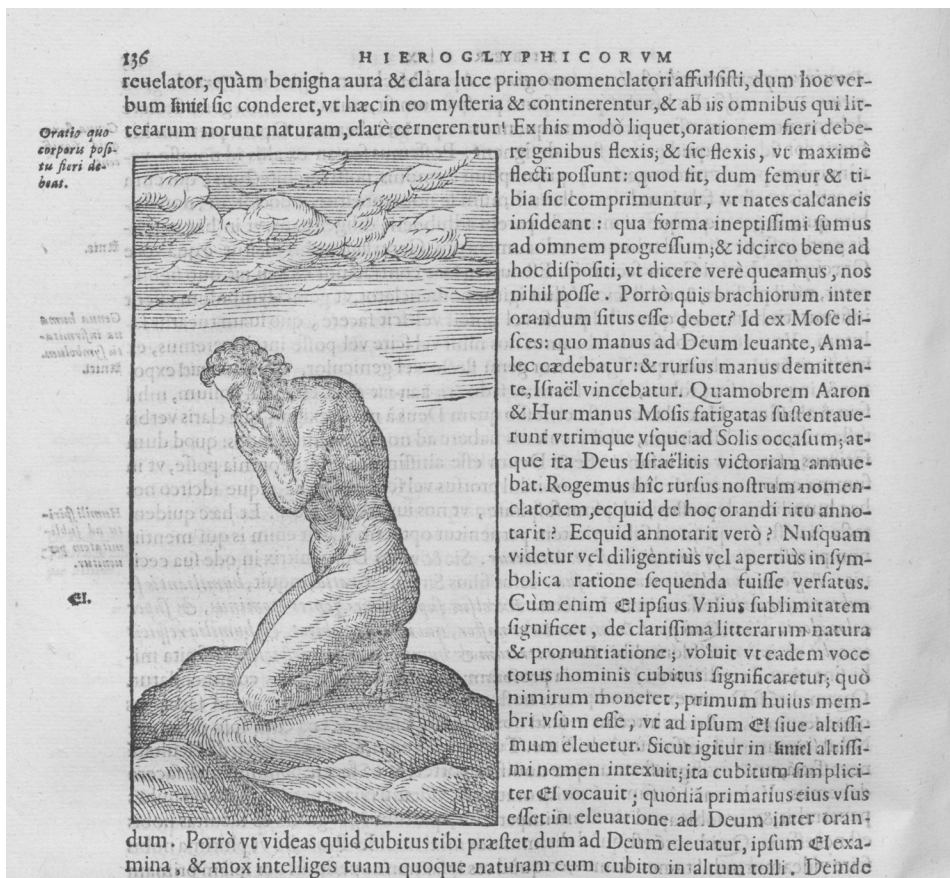 136
HIEROGLYPHICORVM
reuelator, quàm benigna aura & clara luce primo nomenclatori affulsisti, dum hoc ver-
bum kniel sic conderet, vt hæc in eo mysteria & continerentur, & ab iis omnibus qui lit-
terarum norunt naturam, clarè cernerentur! Ex his modò liquet, orationem fieri debe-
Oratio quo
corporis posi-
tu fieri de-
beat.
re genibus flexis; & sic flexis, vt maximè
flecti possunt: quod fit, dum femur & ti-
bia sic comprimuntur, vt nates calcaneis
insideant: qua forma ineptissimi sumus
ad omnem progressum; & idcirco bene ad
hoc dispositi, vt dicere verè queamus, nos
nihil posse. Porrò quis brachiorum inter
orandum situs esse debet? Id ex Mose di-
sces: quo manus ad Deum leuante, Ama-
lec cædebatur: & rursus manus demitten-
te, Israël vincebatur. Quamobrem Aaron
& Hur manus Mosis fatigatas sustentaue-
runt vtrimque vsque ad Solis occasum; at-
que ita Deus Israëlitis victoriam annue-
bat. Rogemus hîc rursus nostrum nomen-
clatorem, ecquid de hoc orandi ritu anno-
tarit? Ecquid annotarit verò? Nusquam
videtur vel diligentiùs vel apertiùs in sym-
bolica ratione sequenda fuisse versatus.
El.
Cùm enim El ipsius Vnius sublimitatem
significet, de clarissima litterarum natura
& pronuntiatione; voluit vt eadem voce
totus hominis cubitus significaretur; quò
nimirum moneret, primum huius mem-
bri vsum esse, vt ad ipsum El siue altissi-
mum eleuetur. Sicut igitur in kniel altissi-
mi nomen intexuit; ita cubitum simplici-
ter El vocauit; quoniã primarius eius vsus
esset in eleuatione ad Deum inter oran-
dum. Porrò vt videas quid cubitus tibi præstet dum ad Deum eleuatur, ipsum El exa-
mina, & mox intelliges tuam quoque naturam cum cubito in altum tolli. Deinde